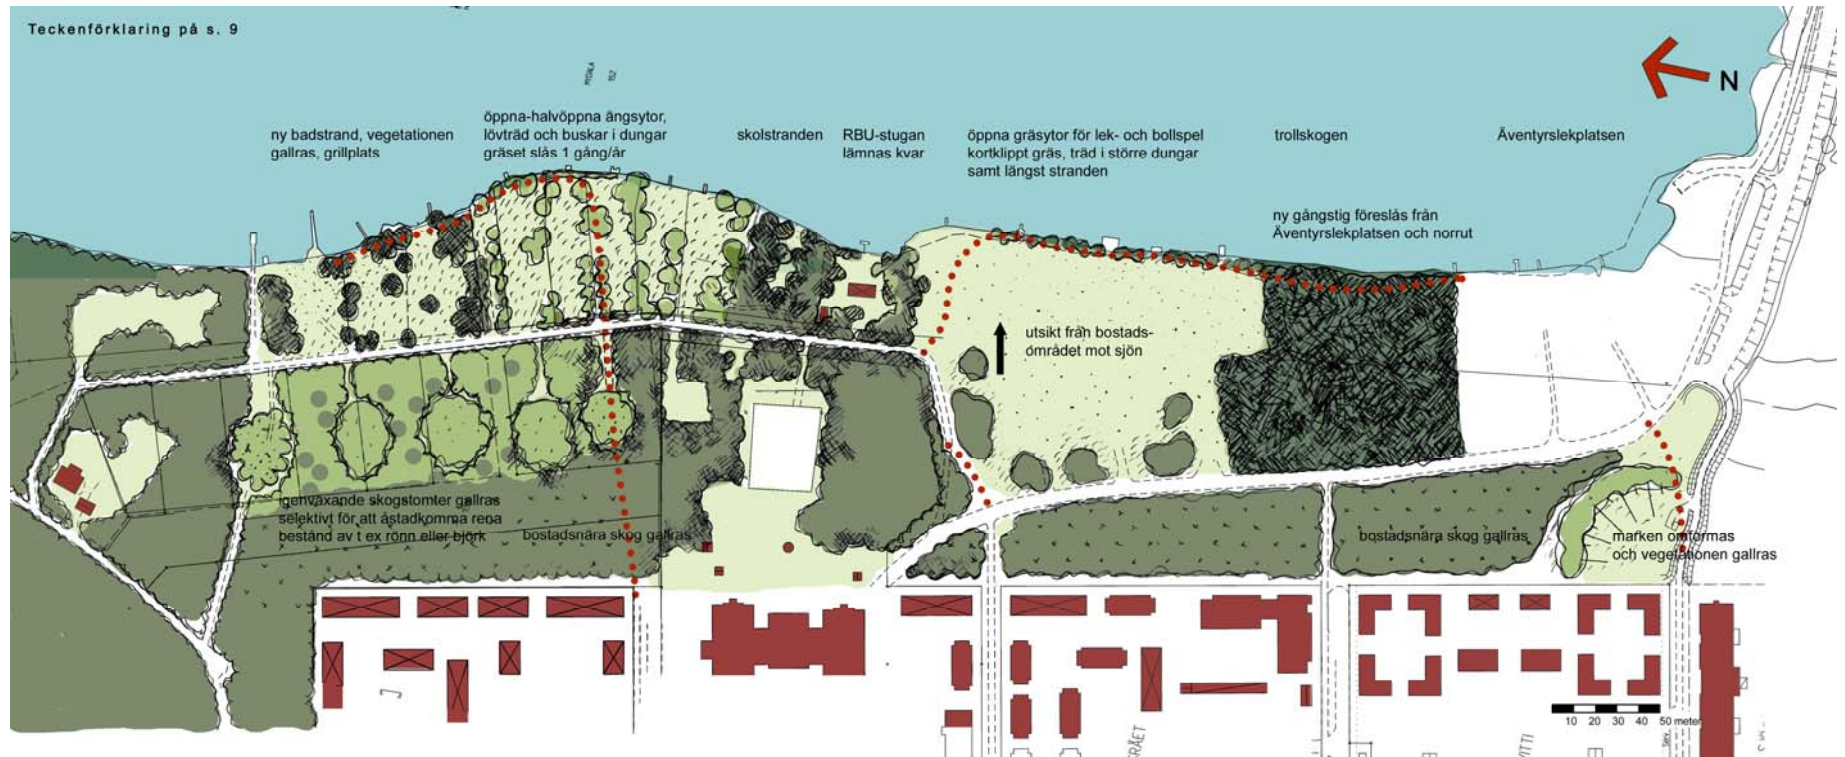 Teckenförklaring på s. 9
N
ny badstrand, vegetationen
gallras, grillplats
öppna-halvöppna ängsytor,
lövträd och buskar i dungar
gräset slås 1 gång/år
skolstranden
RBU-stugan
lämnas kvar
öppna gräsytor för lek- och bollspel
kortklippt gräs, träd i större dungar
samt längst stranden
trollskogen
Äventyrslekplatsen
ny gångstig föreslås från
Äventyrslekplatsen och norrut
utsikt från bostads-
området mot sjön
igenväxande skogstomter gallras
selektivt för att åstadkomma rena
bestånd av t ex rönn eller björk
bostadsnära skog gallras
bostadsnära skog gallras
marken omformas
och vegetationen gallras
10 20 30 40 50 meter